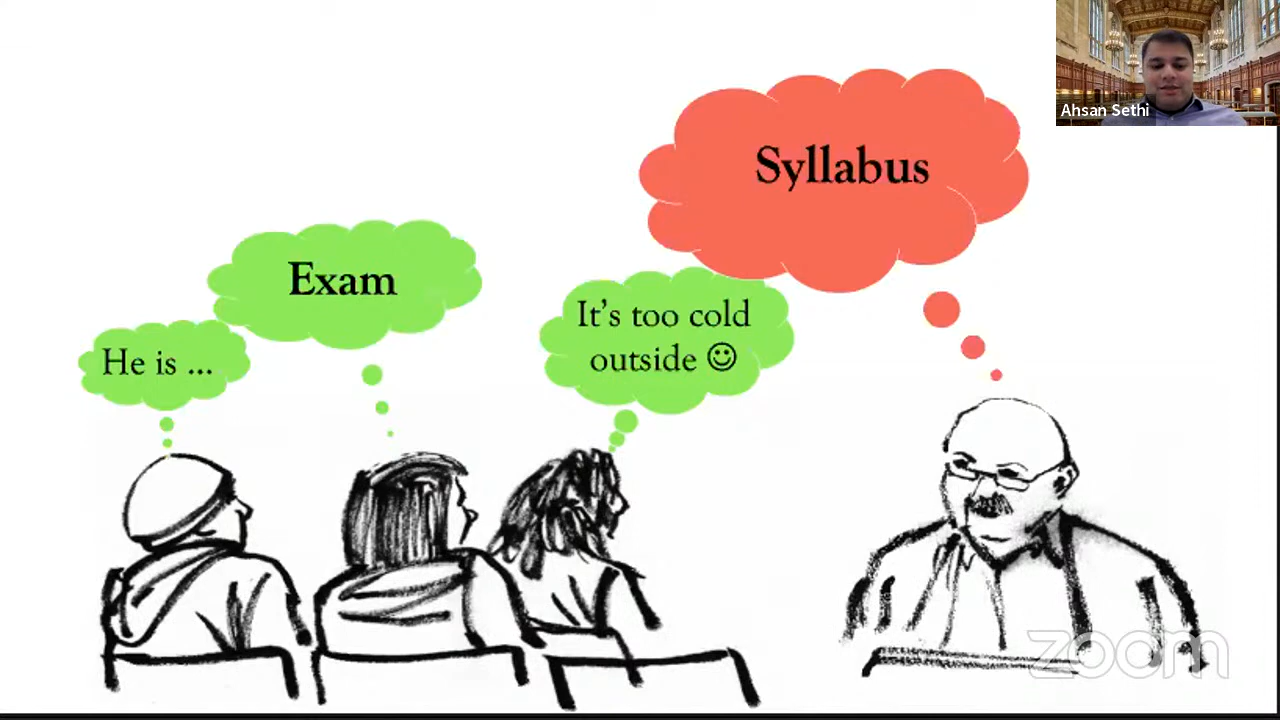 Ahsan Sethi
Syllabus
Exam
It's too cold
outside ☺
He is ...
zoom